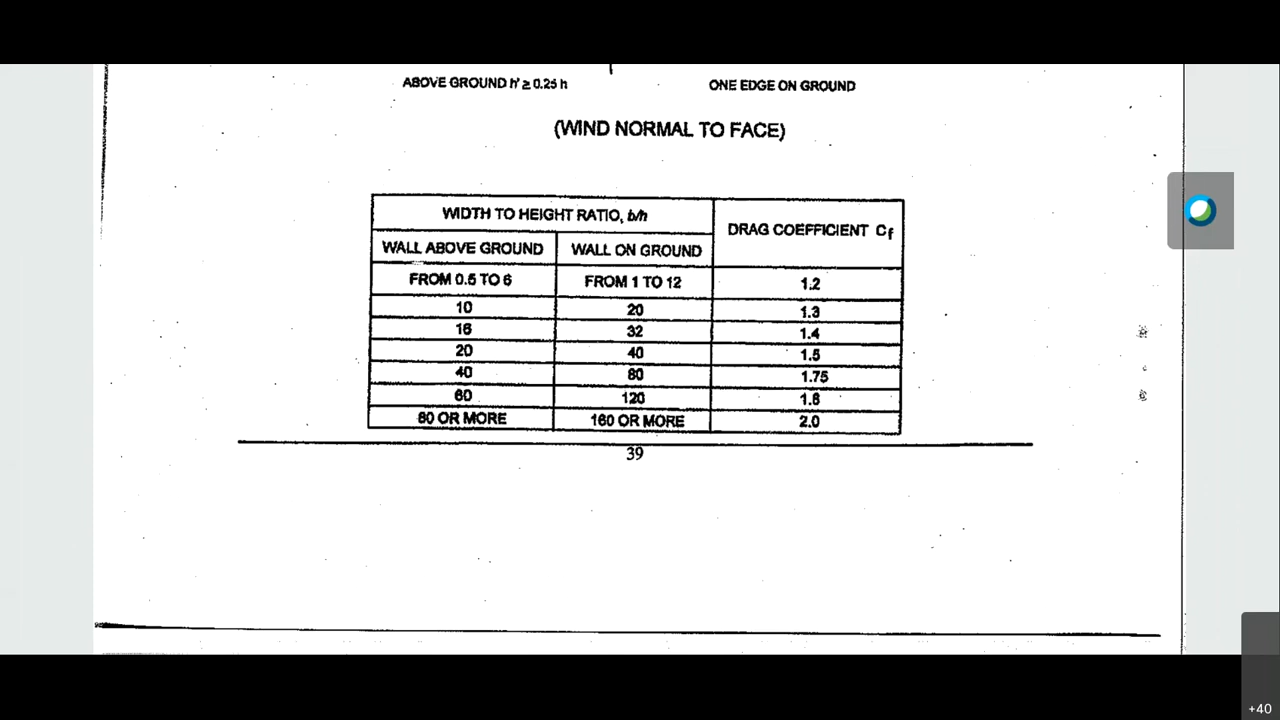 ABOVE GROUND h' ≥ 0.25 h ONE EDGE ON GROUND
(WIND NORMAL TO FACE)
WIDTH TO HEIGHT RATIO, b/h
DRAG COEFFICIENT Cf
WALL ABOVE GROUND WALL ON GROUND
FROM 0.5 TO 6 FROM 1 TO 12 1.2
10 20 1.3
16 32 1.4
20 40 1.5
40 80 1.75
60 120 1.8
80 OR MORE 160 OR MORE 2.0
39
+40